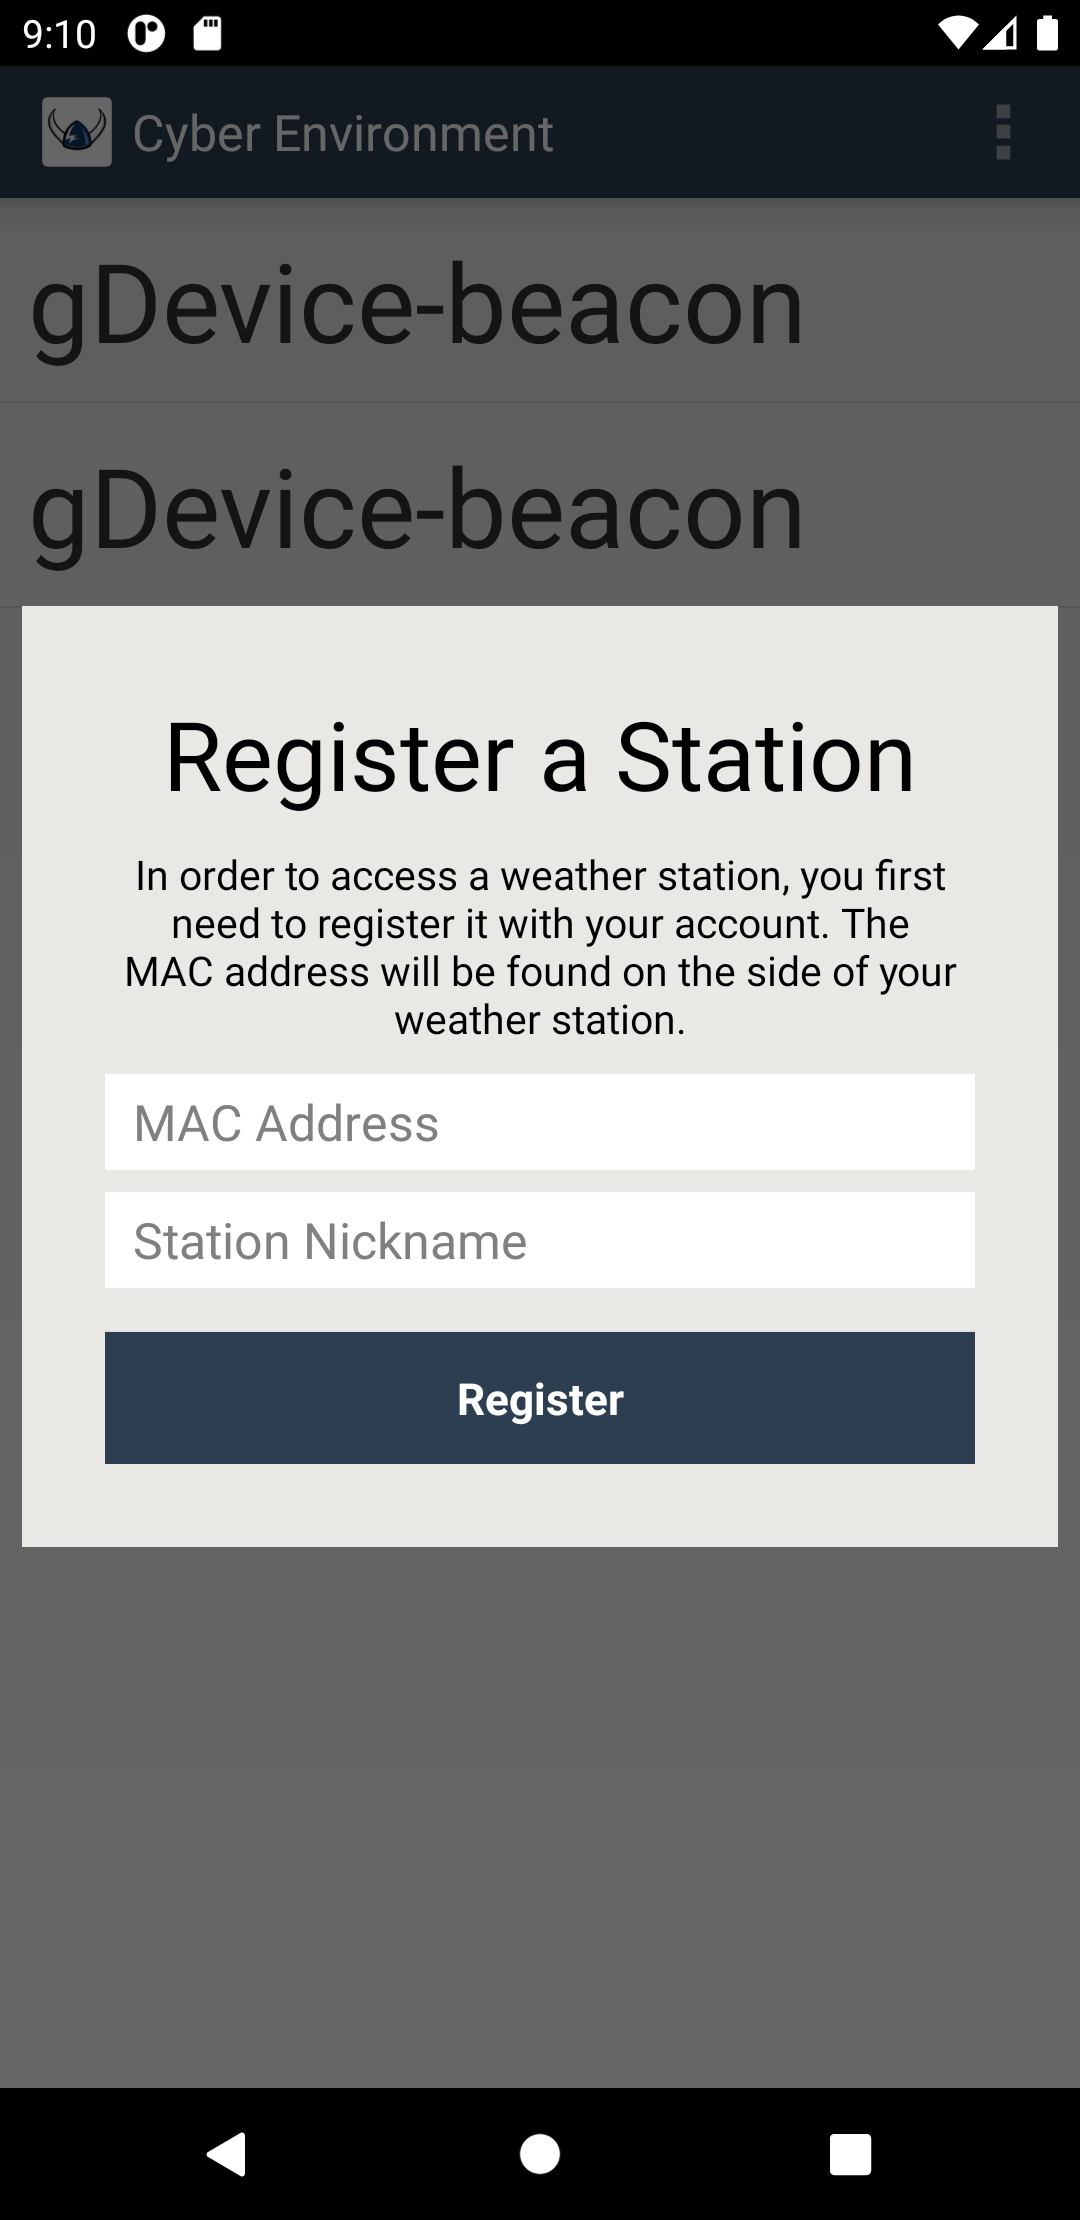 9:10
Cyber Environment
gDevice-beacon
gDevice-beacon
Register a Station
In order to access a weather station, you first
need to register it with your account. The
MAC address will be found on the side of your
weather station.
MAC Address
Station Nickname
Register